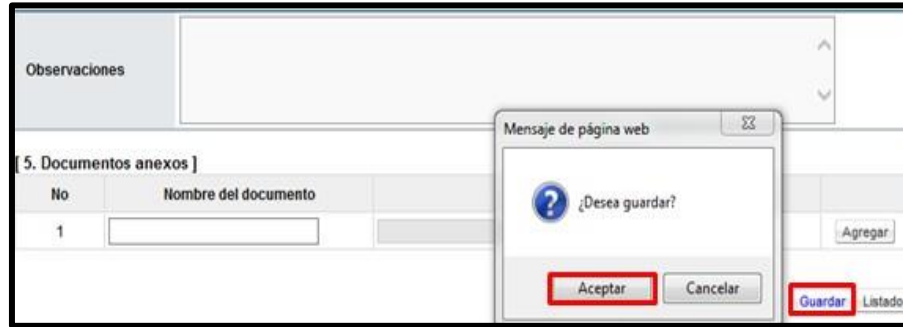 Observaciones
Mensaje de página web
[ 5. Documentos anexos ]
No Nombre del documento
¿Desea guardar?
1 Agregar
Aceptar Cancelar
Guardar Listado